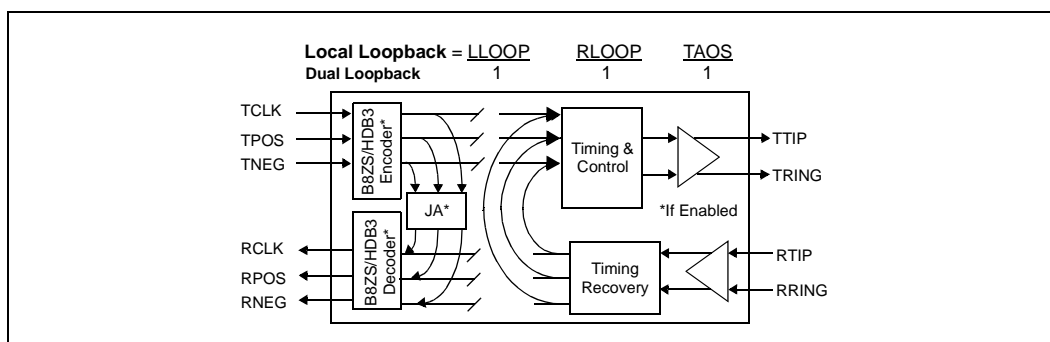 Local Loopback = LLOOP RLOOP TAOS
Dual Loopback 1 1 1
TCLK
TPOS
TNEG
B8ZS/HDB3
Encoder*
Timing &
Control
TTIP
TRING
JA*
*If Enabled
RCLK
RPOS
RNEG
B8ZS/HDB3
Decoder*
Timing
Recovery
RTIP
RRING